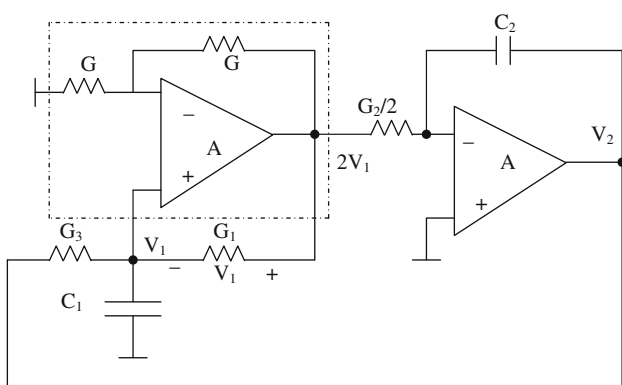 C₂
G
G
G₂/2
−
A
+
2V₁
−
A
+
V₂
G₃
V₁
G₁
−
V₁
+
C₁